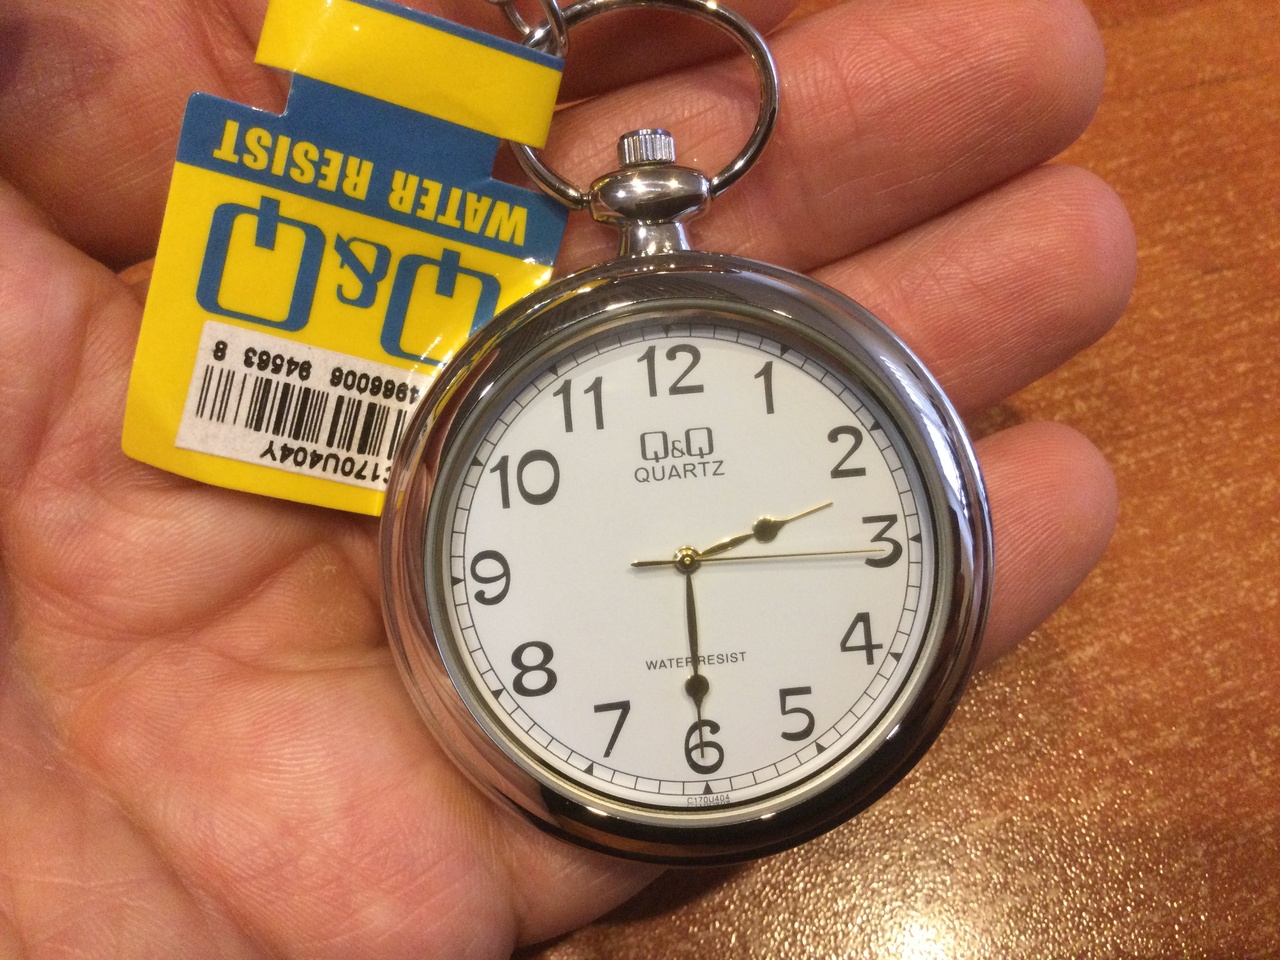 WATER RESIST
Q&Q
4966006 94563 8
C170U404Y
12
1
2
3
4
5
6
7
8
9
10
11
Q&Q
QUARTZ
WATER RESIST
C170U404